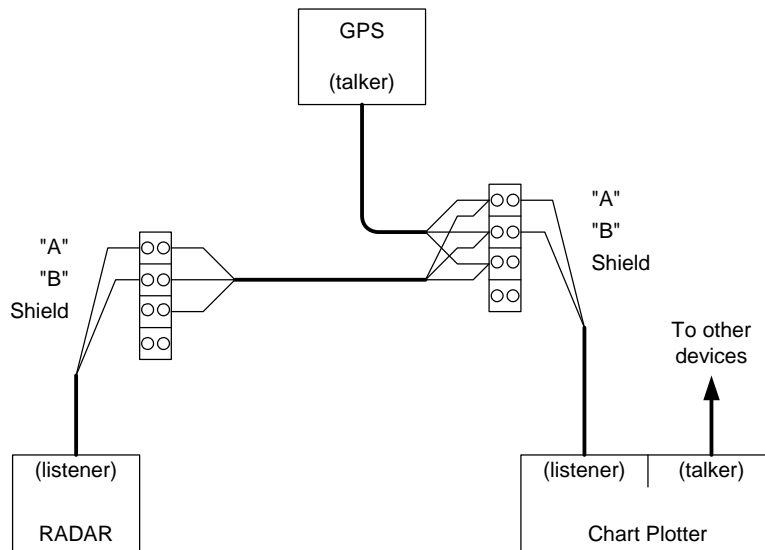 GPS
(talker)
"A"
"B"
Shield
"A"
"B"
Shield
To other
devices
(listener)
RADAR
(listener)
(talker)
Chart Plotter